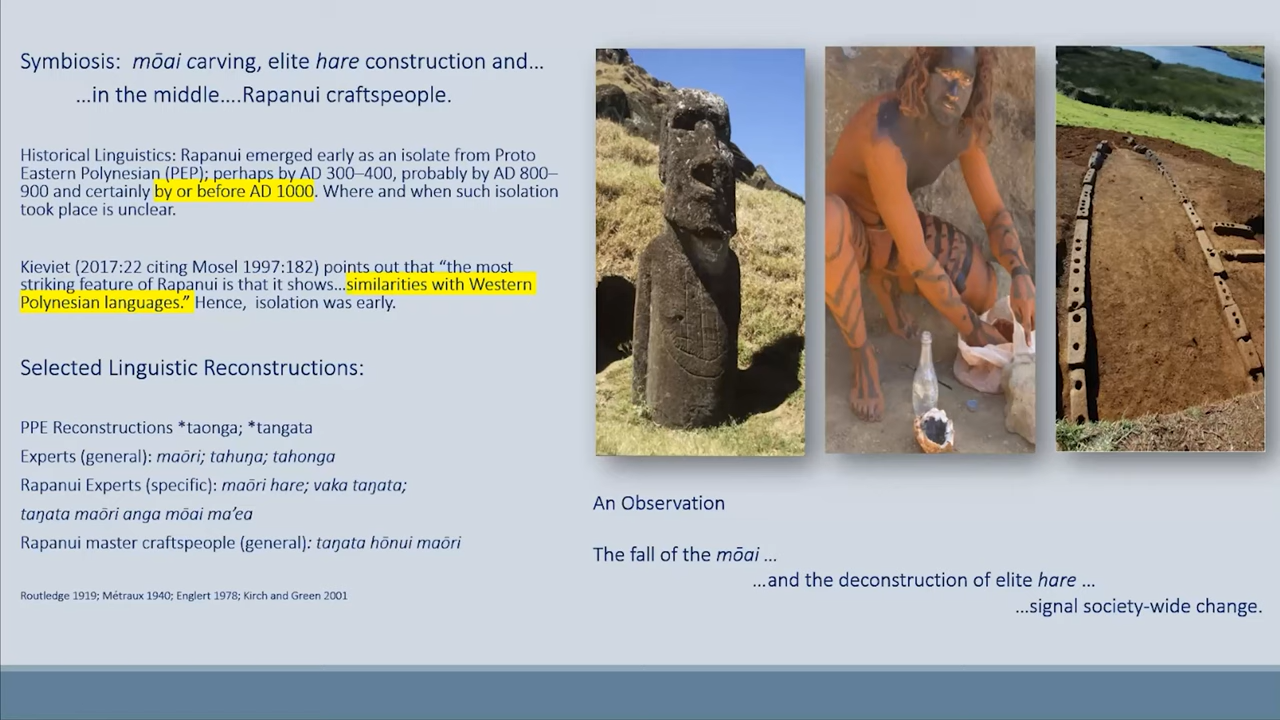 Symbiosis: mōai carving, elite hare construction and…
…in the middle….Rapanui craftspeople.
Historical Linguistics: Rapanui emerged early as an isolate from Proto
Eastern Polynesian (PEP); perhaps by AD 300–400, probably by AD 800–
900 and certainly by or before AD 1000. Where and when such isolation
took place is unclear.
Kieviet (2017:22 citing Mosel 1997:182) points out that “the most
striking feature of Rapanui is that it shows…similarities with Western
Polynesian languages.” Hence, isolation was early.
Selected Linguistic Reconstructions:
PPE Reconstructions *taonga; *tangata
Experts (general): maōri; tahuŋa; tahonga
Rapanui Experts (specific): maōri hare; vaka taŋata;
taŋata maōri anga mōai ma’ea
Rapanui master craftspeople (general): taŋata hōnui maōri
Routledge 1919; Métraux 1940; Englert 1978; Kirch and Green 2001
An Observation
The fall of the mōai …
…and the deconstruction of elite hare …
…signal society-wide change.